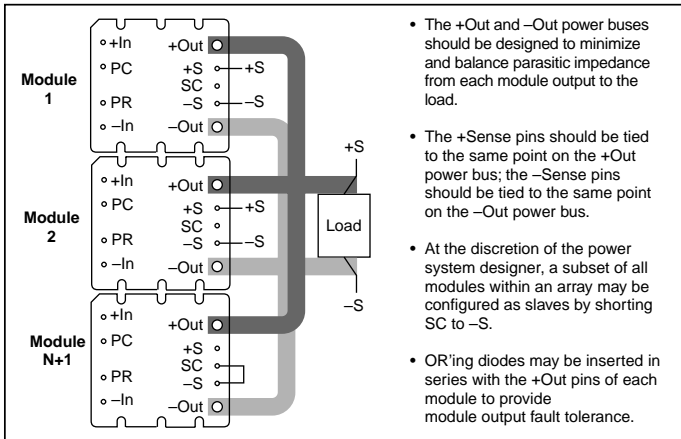 Module
1
+In
PC
PR
–In
+Out
+S
SC
–S
–Out
+S
–S
Module
2
+In
PC
PR
–In
+Out
+S
SC
–S
–Out
+S
–S
Module
N+1
+In
PC
PR
–In
+Out
+S
SC
–S
–Out
+S
Load
–S
• The +Out and –Out power buses
should be designed to minimize
and balance parasitic impedance
from each module output to the
load.
• The +Sense pins should be tied
to the same point on the +Out
power bus; the –Sense pins
should be tied to the same point
on the –Out power bus.
• At the discretion of the power
system designer, a subset of all
modules within an array may be
configured as slaves by shorting
SC to –S.
• OR'ing diodes may be inserted in
series with the +Out pins of each
module to provide
module output fault tolerance.